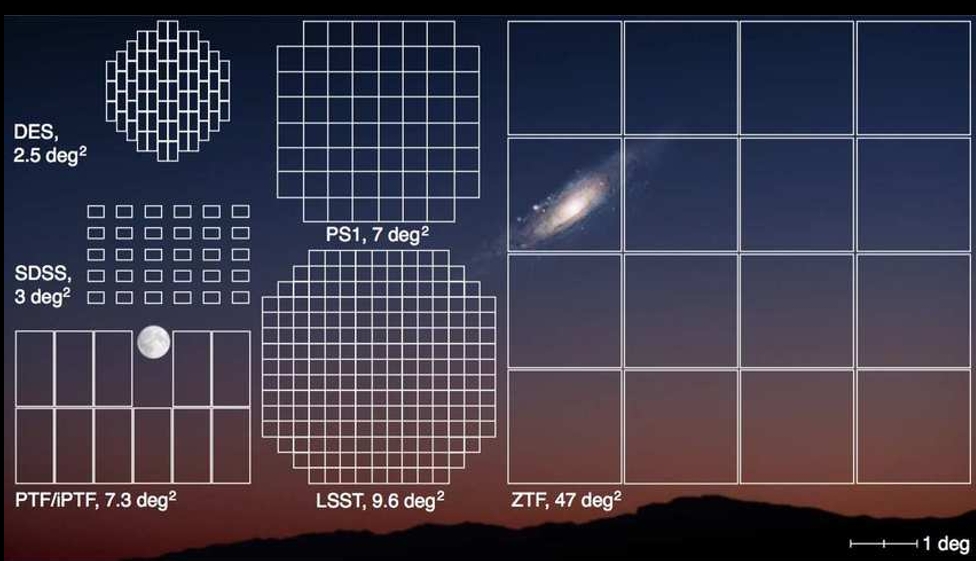 DES,
2.5 deg²
PS1, 7 deg²
SDSS,
3 deg²
PTF/iPTF, 7.3 deg²
LSST, 9.6 deg²
ZTF, 47 deg²
1 deg